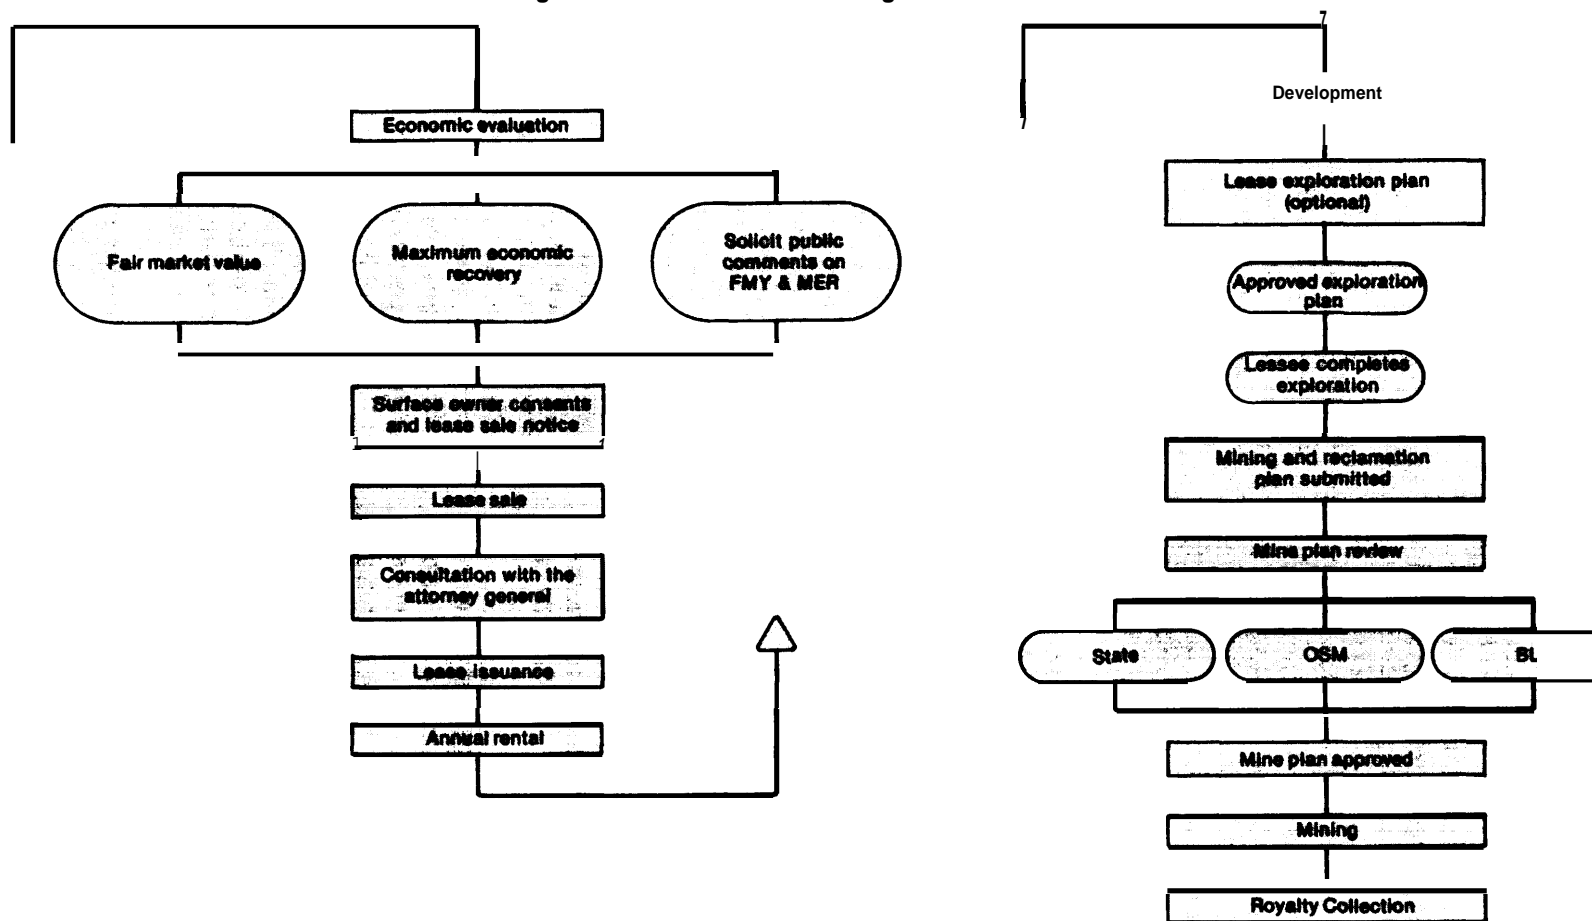 Economic evaluation
Fair market value
Maximum economic
recovery
Solicit public
comments on
FMY & MER
Surface owner consents
and lease sale notice
Lease sale
Consultation with the
attorney general
Lease issuance
Annual rental
Development
Lease exploration plan
(optional)
Approved exploration
plan
Lessee completes
exploration
Mining and reclamation
plan submitted
Mine plan review
State
OSM
Mine plan approved
Mining
Royalty Collection